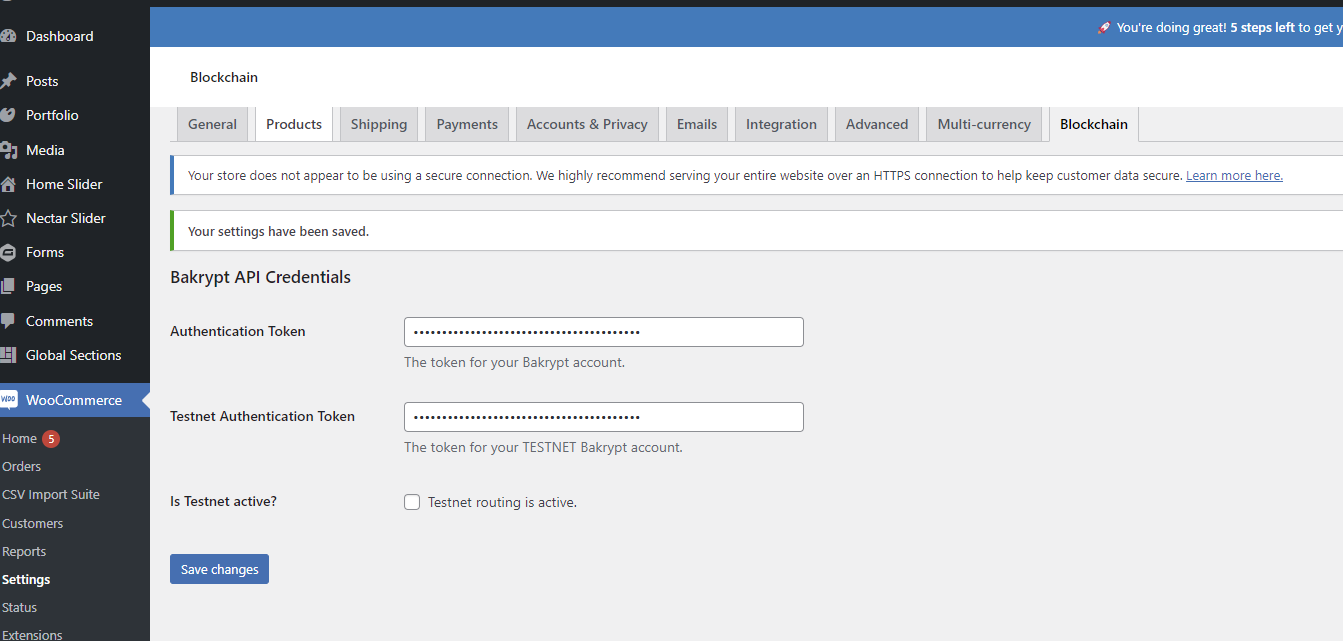 Dashboard
Posts
Portfolio
Media
Home Slider
Nectar Slider
Forms
Pages
Comments
Global Sections
WOO WooCommerce
Home 5
Orders
CSV Import Suite
Customers
Reports
Settings
Status
Extensions
🚀 You're doing great! 5 steps left to get y
Blockchain
General Products Shipping Payments Accounts & Privacy Emails Integration Advanced Multi-currency Blockchain
Your store does not appear to be using a secure connection. We highly recommend serving your entire website over an HTTPS connection to help keep customer data secure. Learn more here.
Your settings have been saved.
Bakrypt API Credentials
Authentication Token
••••••••••••••••••••••••••••••••••••••••
The token for your Bakrypt account.
Testnet Authentication Token
••••••••••••••••••••••••••••••••••••••••
The token for your TESTNET Bakrypt account.
Is Testnet active? Testnet routing is active.
Save changes